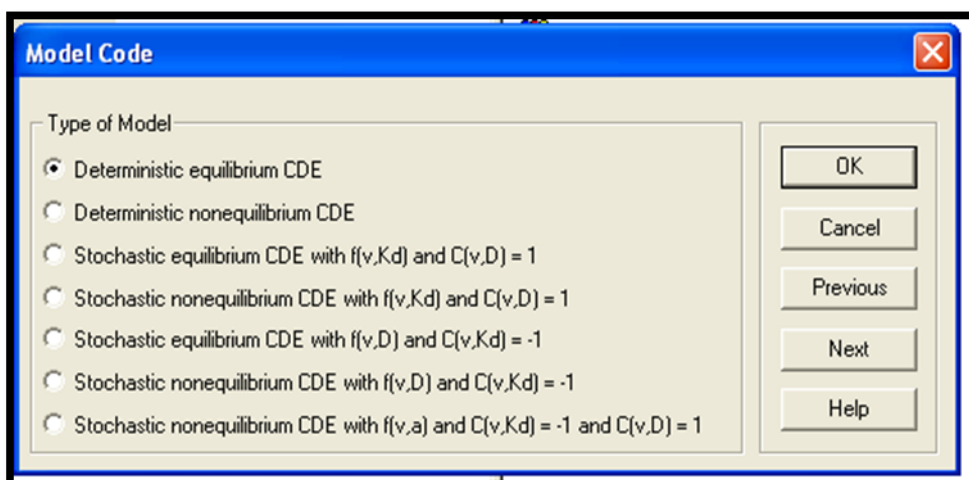 Model Code
Type of Model
Deterministic equilibrium CDE
Deterministic nonequilibrium CDE
Stochastic equilibrium CDE with f(v,Kd) and C(v,D) = 1
Stochastic nonequilibrium CDE with f(v,Kd) and C(v,D) = 1
Stochastic equilibrium CDE with f(v,D) and C(v,Kd) = -1
Stochastic nonequilibrium CDE with f(v,D) and C(v,Kd) = -1
Stochastic nonequilibrium CDE with f(v,a) and C(v,Kd) = -1 and C(v,D) = 1
OK
Cancel
Previous
Next
Help